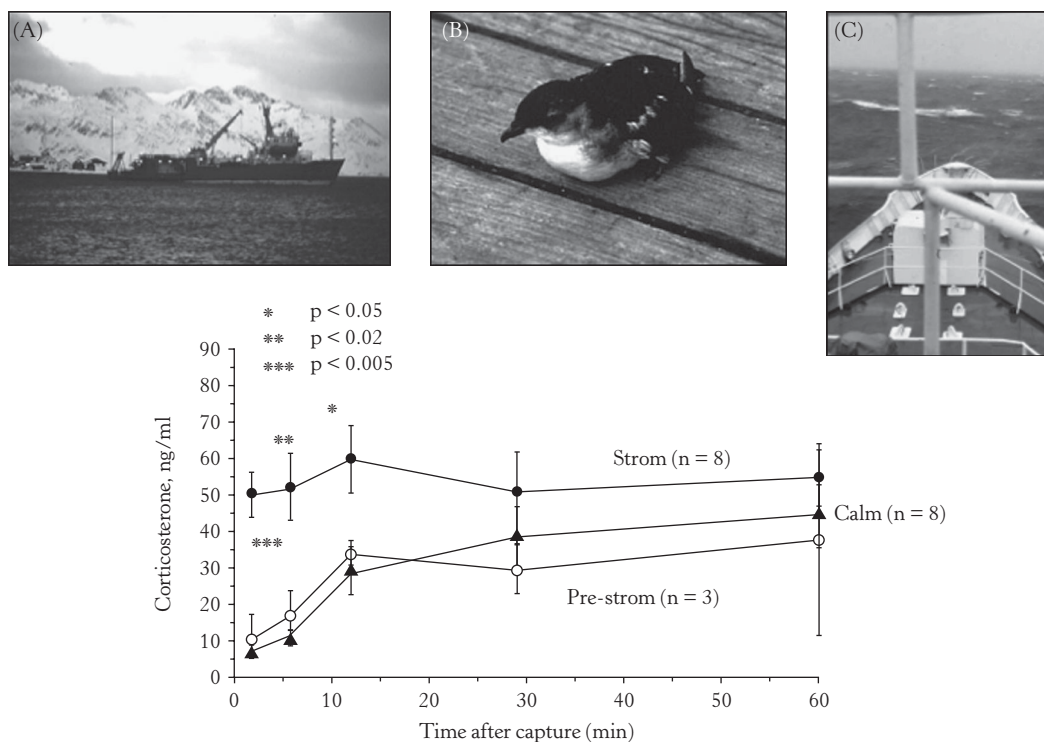 (A)
(B)
(C)
* p < 0.05
** p < 0.02
*** p < 0.005
90
80
70
60
50
40
30
20
10
0
Corticosterone, ng/ml
*
**
***
Strom (n = 8)
Calm (n = 8)
Pre-strom (n = 3)
0 10 20 30 40 50 60
Time after capture (min)